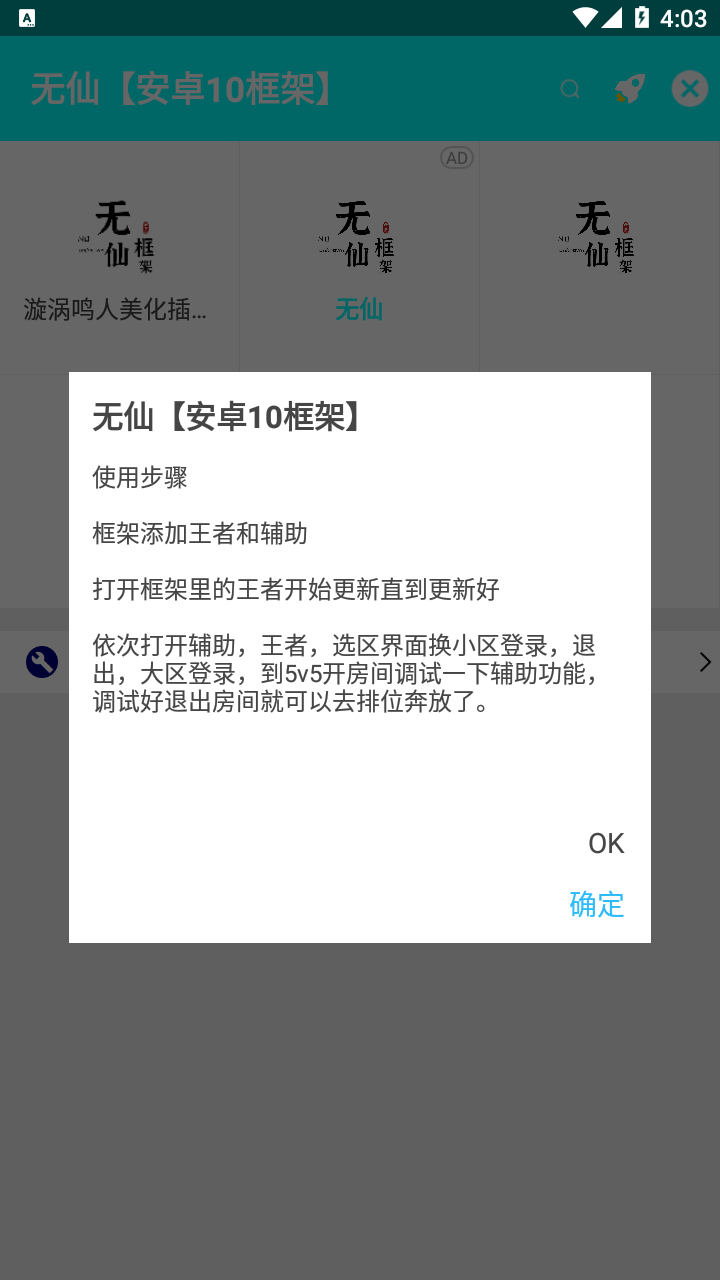 4:03
无仙【安卓10框架】
AD
无仙框架
无仙框架
无仙框架
漩涡鸣人美化插...
无仙
无仙【安卓10框架】
使用步骤
框架添加王者和辅助
打开框架里的王者开始更新直到更新好
依次打开辅助，王者，选区界面换小区登录，退
出，大区登录，到5v5开房间调试一下辅助功能，
调试好退出房间就可以去排位奔放了。
OK
确定